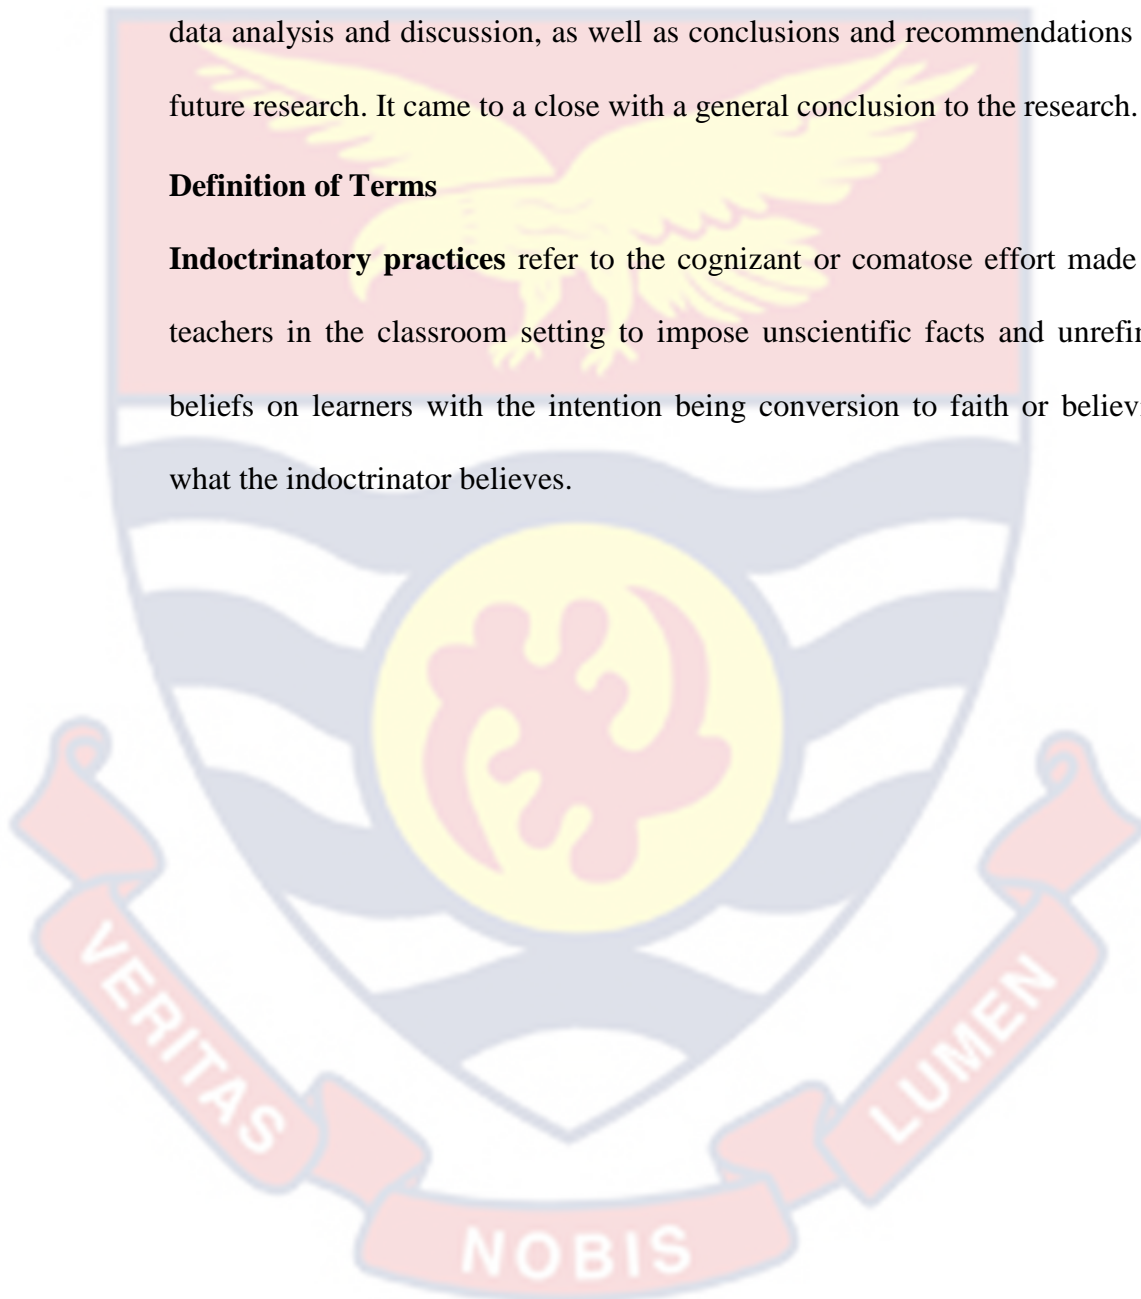 data analysis and discussion, as well as conclusions and recommendations
future research. It came to a close with a general conclusion to the research.
Definition of Terms
Indoctrinatory practices refer to the cognizant or comatose effort made
teachers in the classroom setting to impose unscientific facts and unrefin
beliefs on learners with the intention being conversion to faith or believi
what the indoctrinator believes.
VERITAS
NOBIS
LUMEN